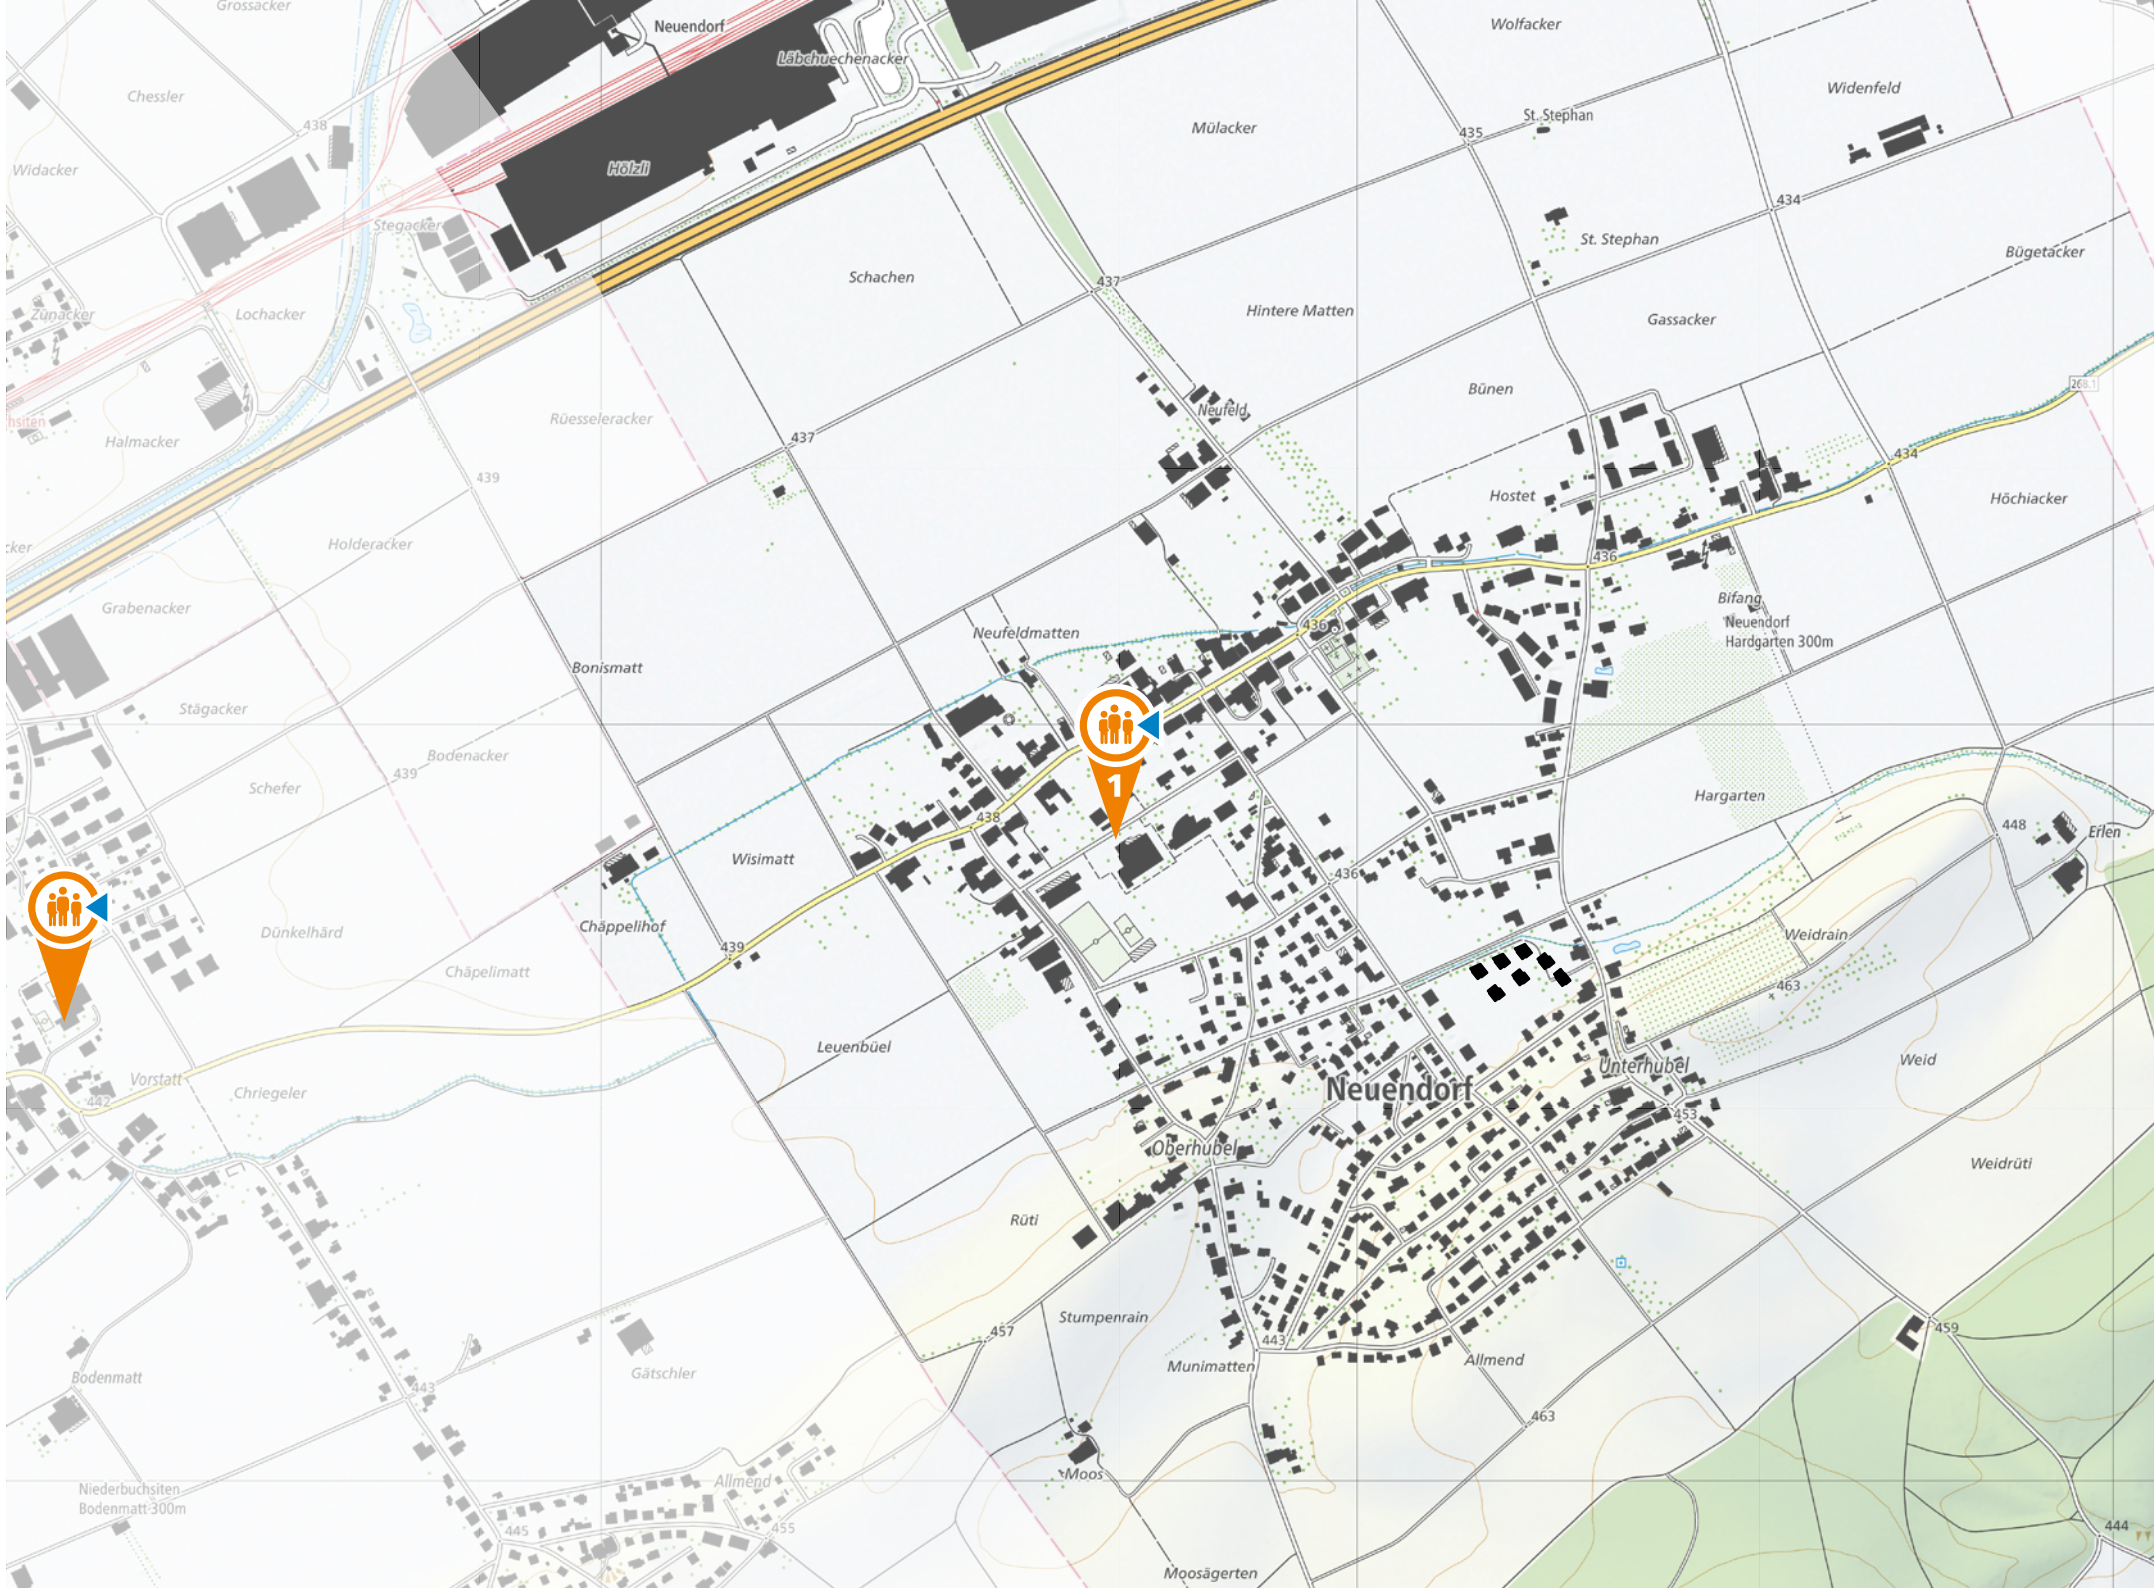 Grossacker
Neuendorf
Wolfacker
Läbchuechenacker
Chessler
Widenfeld
438
St. Stephan
Mülacker
435
Widacker
Hölzli
434
Stegacker
St. Stephan
Bügetacker
Schachen
437
Zünacker
Lochacker
Hintere Matten
Gassacker
268.1
Bünen
Neufeld
Rüesseleracker
hsiten
Halmacker
437
434
439
Hostet
Höchiacker
cker
Holderacker
436
Grabenacker
Bifang
Neuendorf
Hardgarten 300m
436
Neufeldmatten
Bonismatt
Stägacker
Bodenacker
439
Schefer
1
Hargarten
438
448
Erlen
Wisimatt
436
Chäppelihof
Dünkelhärd
439
Weidrain
Chäpelimatt
463
Leuenbüel
Weid
Unterhubel
Vorstatt
Chriegeler
Neuendorf
442
453
Oberhubel
Weidrüti
Rüti
Stumpenrain
457
443
459
Munimatten
Allmend
Gätschler
Bodenmatt
443
463
Moos
Allmend
Niederbuchsiten
Bodenmatt 300m
445
455
444
Moosägerten